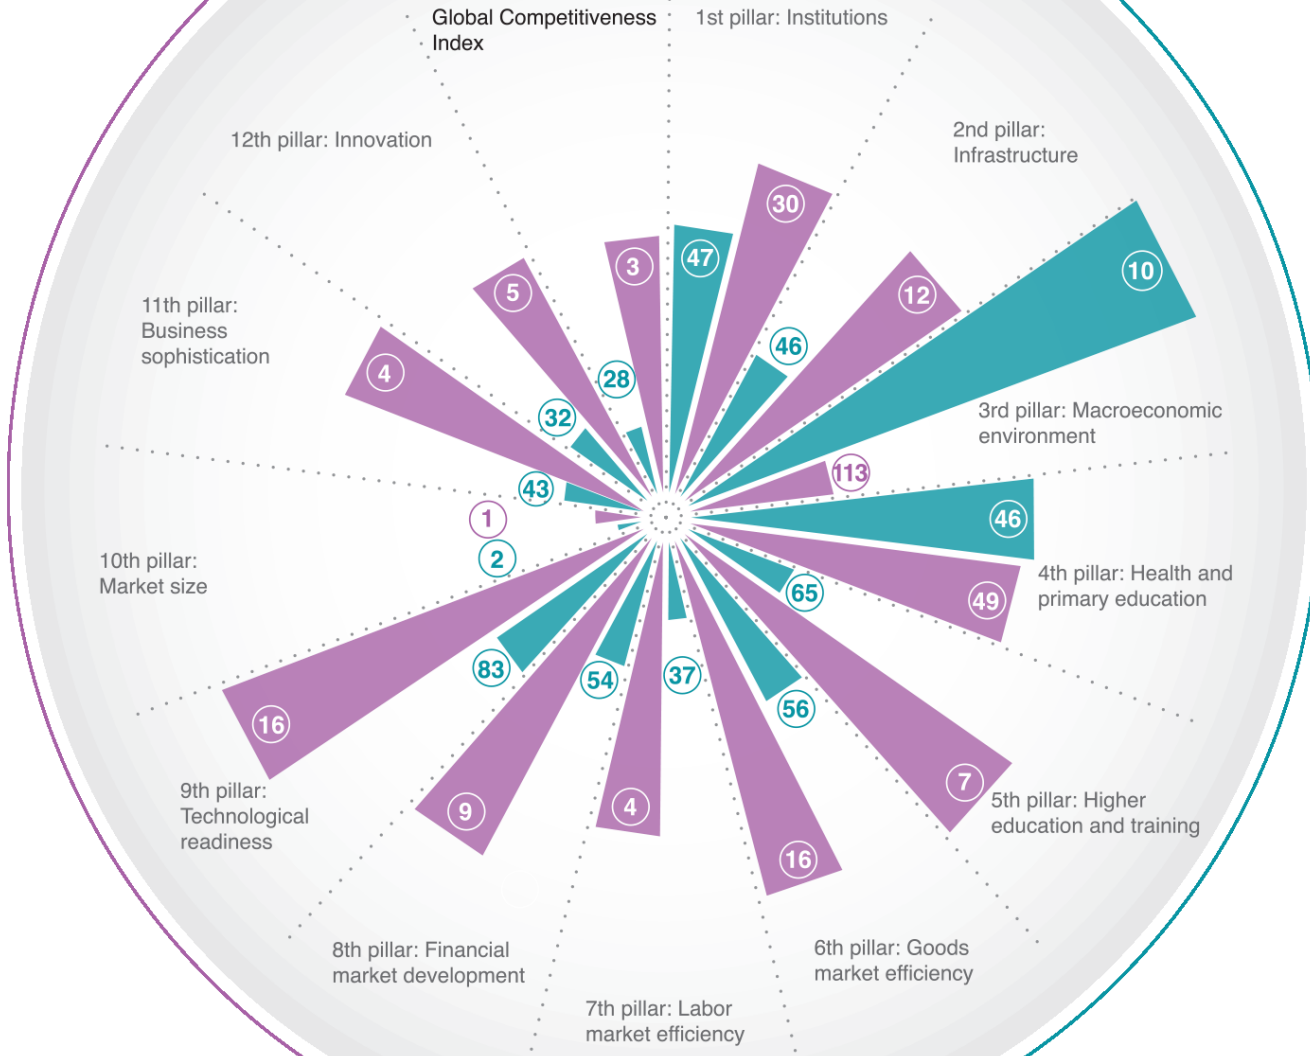 Global Competitiveness
Index
1st pillar: Institutions
30
47
2nd pillar:
Infrastructure
12
46
3rd pillar: Macroeconomic
environment
10
113
4th pillar: Health and
primary education
46
49
5th pillar: Higher
education and training
65
7
6th pillar: Goods
market efficiency
56
16
7th pillar: Labor
market efficiency
37
4
8th pillar: Financial
market development
54
9
9th pillar:
Technological
readiness
83
16
10th pillar:
Market size
2
1
11th pillar:
Business
sophistication
43
4
12th pillar: Innovation
32
5
28
3